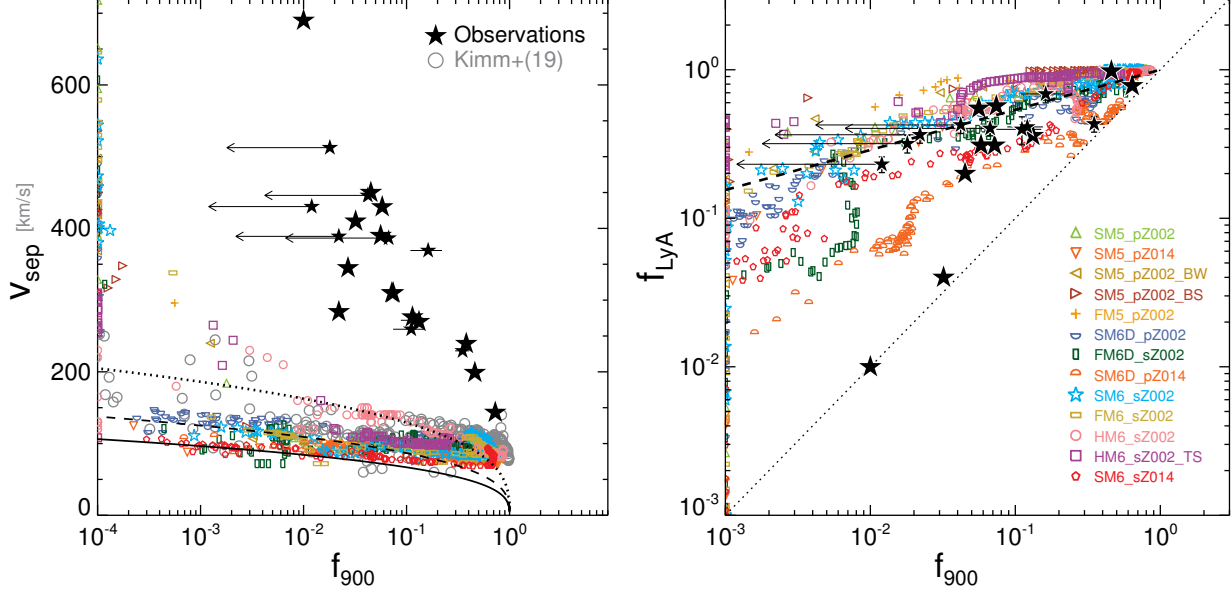 Observations
Kimm+(19)
600
400
200
0
v_sep [km/s]
10^-4
10^-3
10^-2
10^-1
10^0
f_900
10^0
10^-1
10^-2
10^-3
f_LyA
SM5_pZ002
SM5_pZ014
SM5_pZ002_BW
SM5_pZ002_BS
FM5_pZ002
SM6D_pZ002
FM6D_sZ002
SM6D_pZ014
SM6_sZ002
FM6_sZ002
HM6_sZ002
HM6_sZ002_TS
SM6_sZ014
10^-3
10^-2
10^-1
10^0
f_900